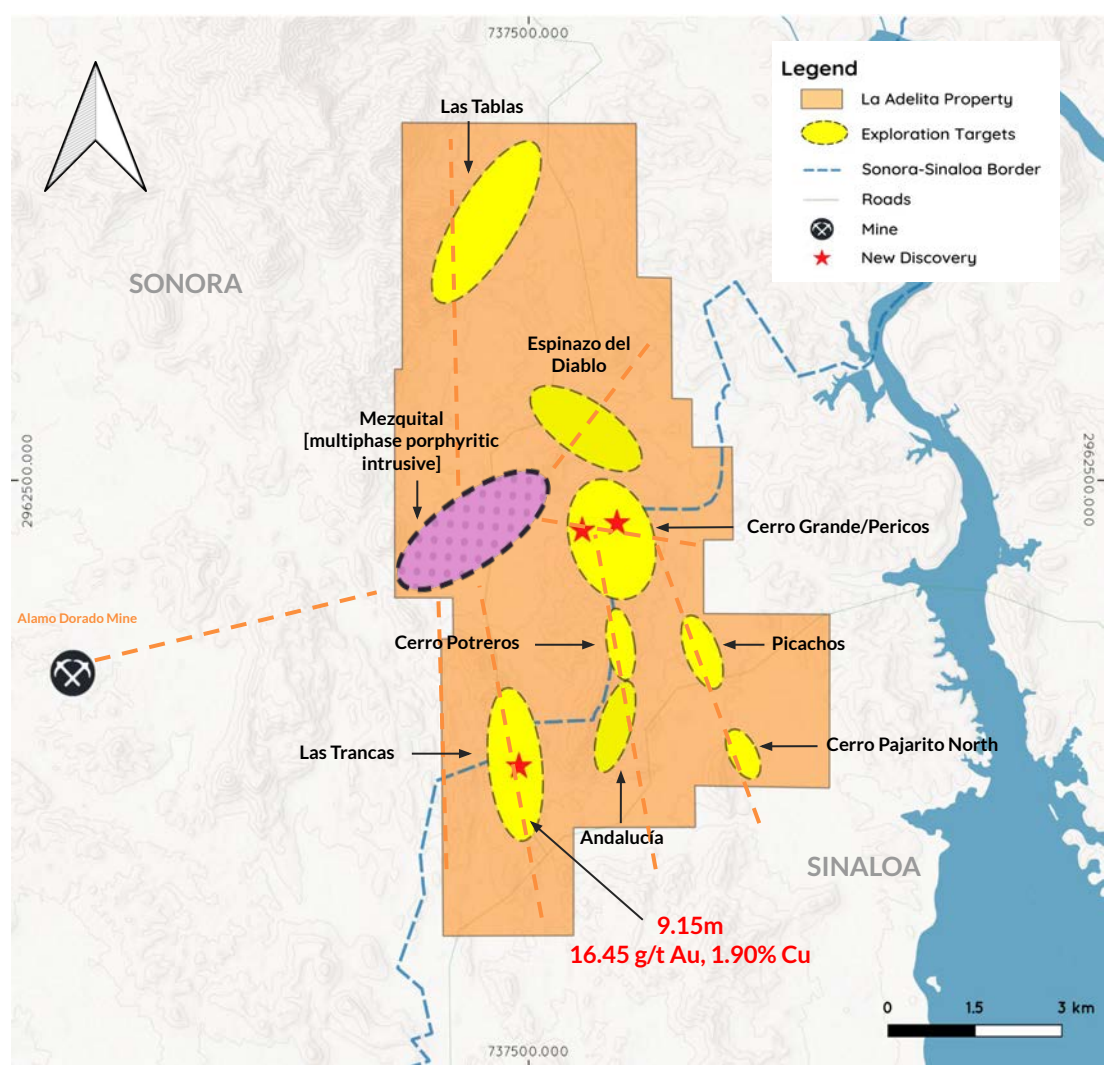 737500.000
Legend
La Adelita Property
Exploration Targets
Sonora-Sinaloa Border
Roads
Mine
New Discovery
Las Tablas
SONORA
Espinazo del
Diablo
Mezquital
[multiphase porphyritic
intrusive]
2962500.000
2962500.000
Cerro Grande/Pericos
Alamo Dorado Mine
Cerro Potreros
Picachos
Las Trancas
Cerro Pajarito North
Andalucía
SINALOA
9.15m
16.45 g/t Au, 1.90% Cu
0 1.5 3 km
737500.000